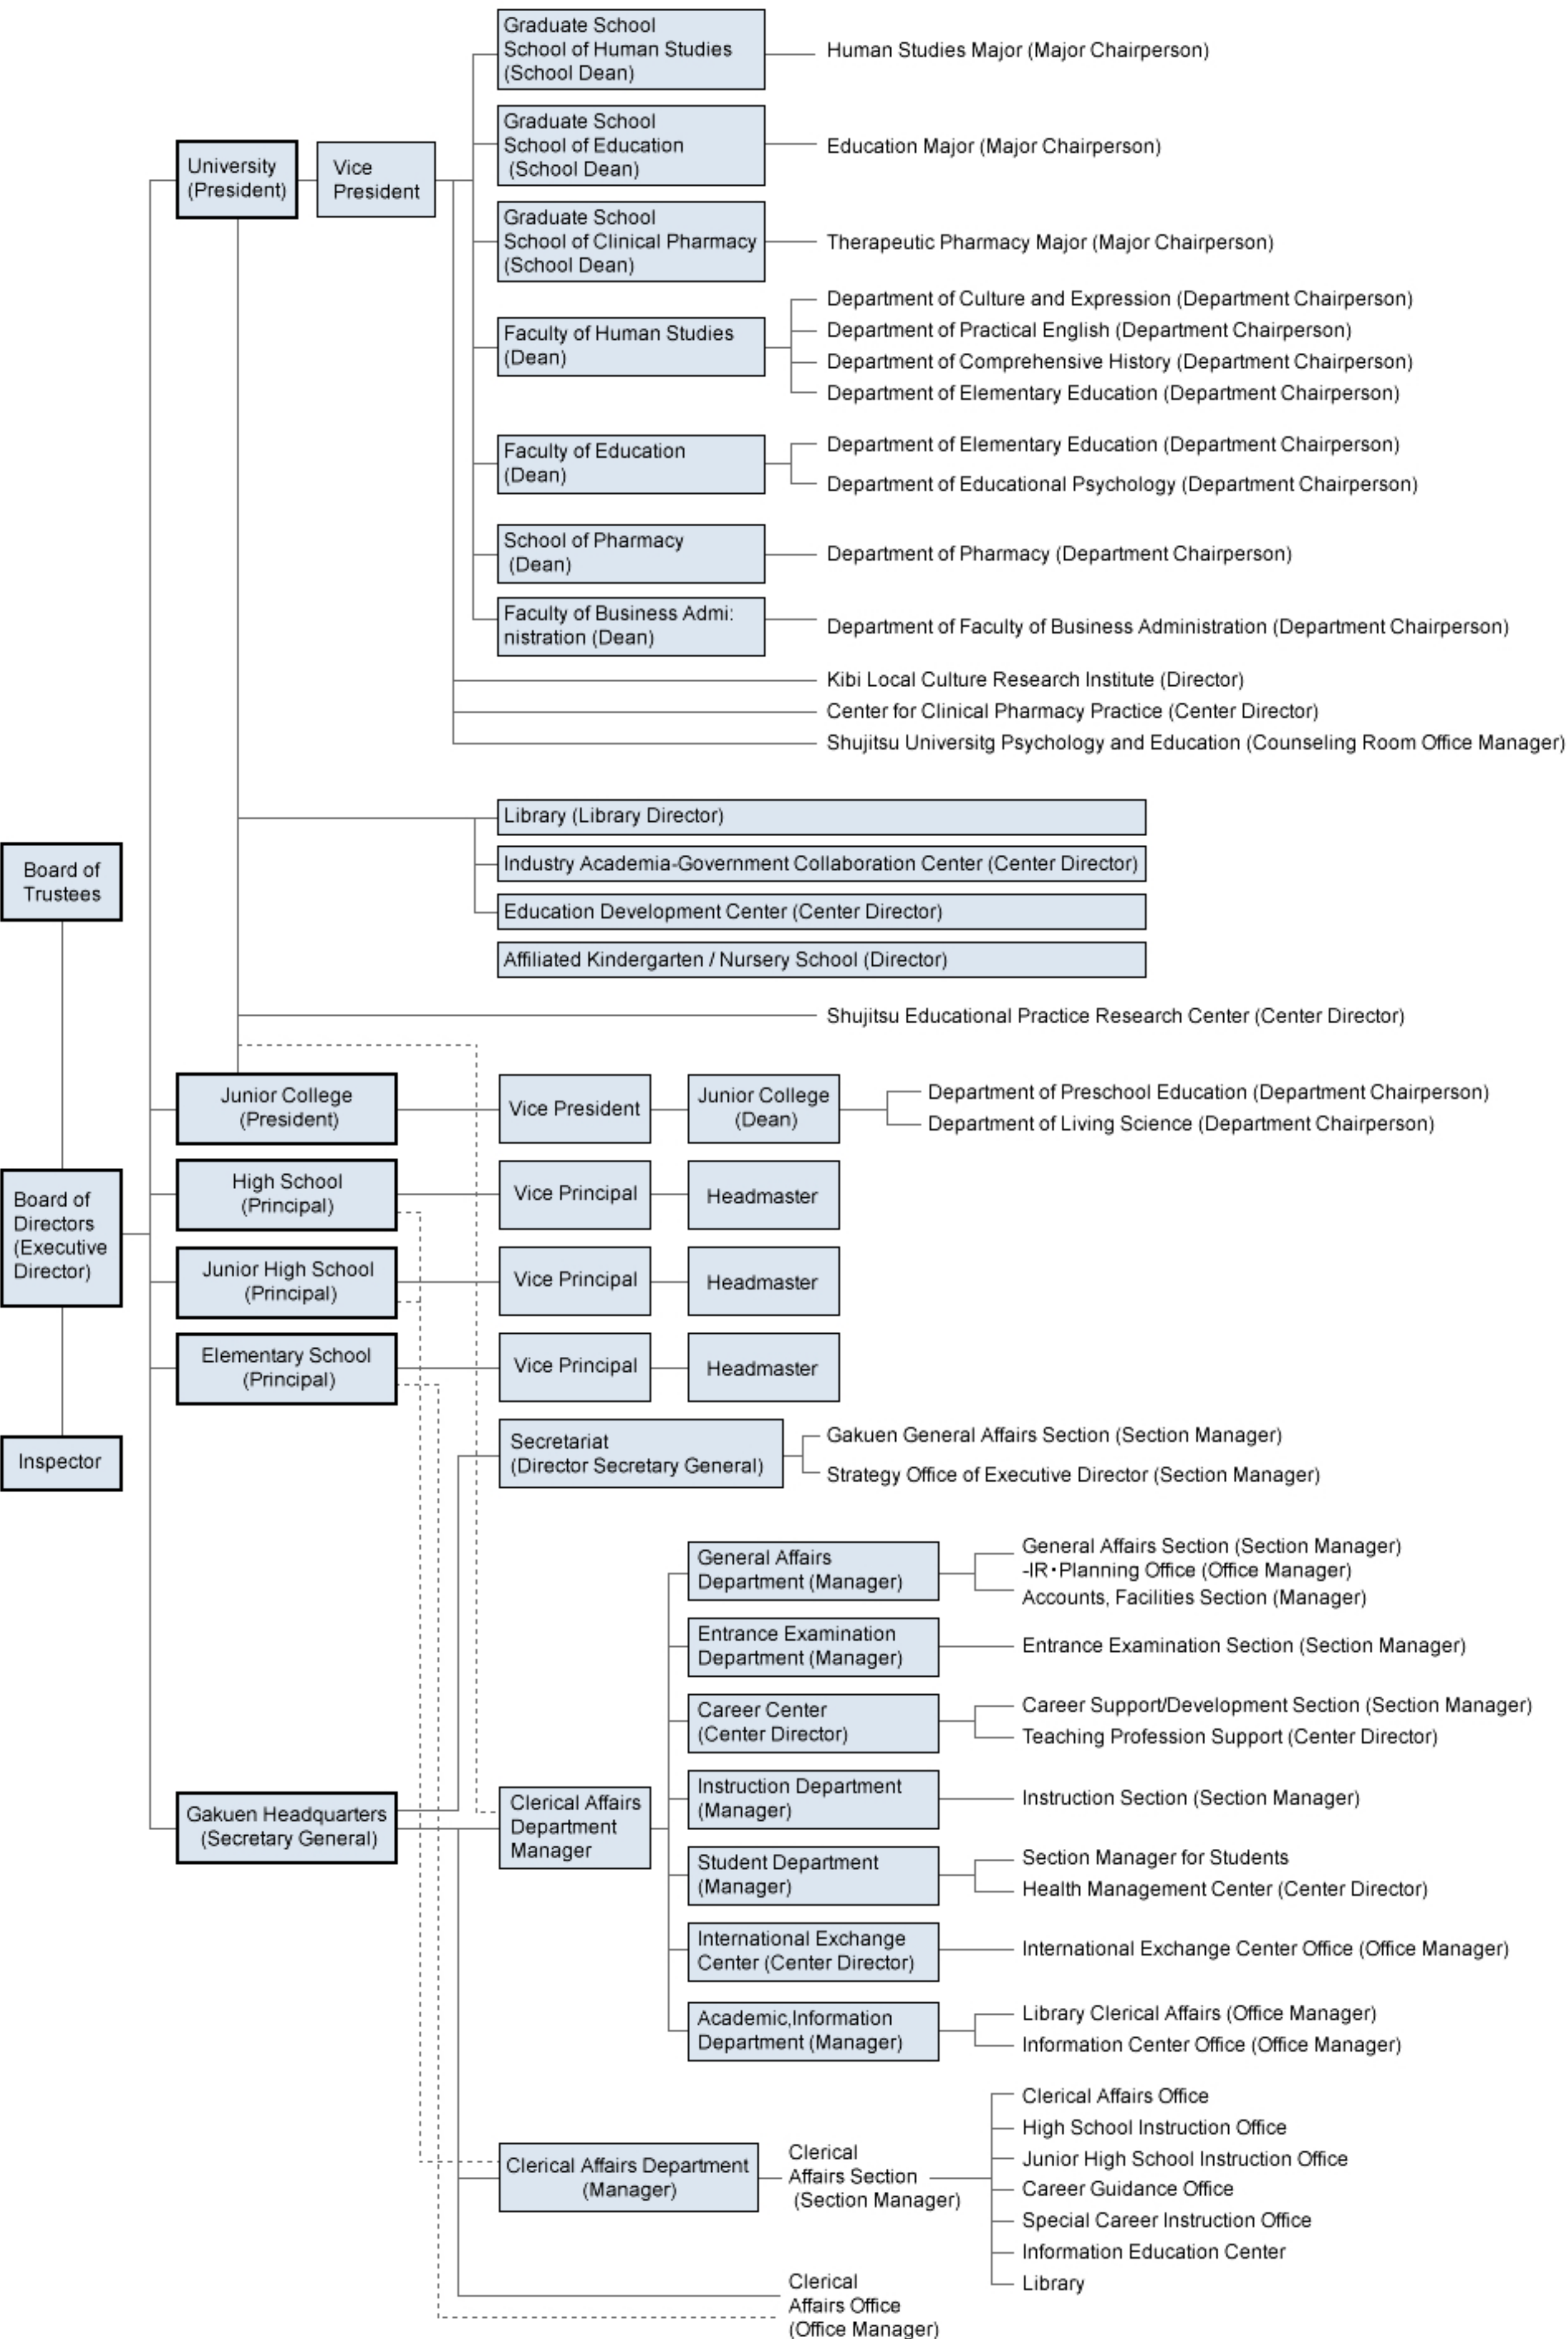 Graduate School
School of Human Studies
(School Dean)
Human Studies Major (Major Chairperson)
Graduate School
School of Education
(School Dean)
Education Major (Major Chairperson)
University
(President)
Vice
President
Graduate School
School of Clinical Pharmacy
(School Dean)
Therapeutic Pharmacy Major (Major Chairperson)
Faculty of Human Studies
(Dean)
Department of Culture and Expression (Department Chairperson)
Department of Practical English (Department Chairperson)
Department of Comprehensive History (Department Chairperson)
Department of Elementary Education (Department Chairperson)
Faculty of Education
(Dean)
Department of Elementary Education (Department Chairperson)
Department of Educational Psychology (Department Chairperson)
School of Pharmacy
(Dean)
Department of Pharmacy (Department Chairperson)
Faculty of Business Admi:
nistration (Dean)
Department of Faculty of Business Administration (Department Chairperson)
Kibi Local Culture Research Institute (Director)
Center for Clinical Pharmacy Practice (Center Director)
Shujitsu Universitg Psychology and Education (Counseling Room Office Manager)
Library (Library Director)
Industry Academia-Government Collaboration Center (Center Director)
Education Development Center (Center Director)
Affiliated Kindergarten / Nursery School (Director)
Board of
Trustees
Shujitsu Educational Practice Research Center (Center Director)
Junior College
(President)
Vice President
Junior College
(Dean)
Department of Preschool Education (Department Chairperson)
Department of Living Science (Department Chairperson)
High School
(Principal)
Vice Principal
Headmaster
Board of
Directors
(Executive
Director)
Junior High School
(Principal)
Vice Principal
Headmaster
Elementary School
(Principal)
Vice Principal
Headmaster
Inspector
Secretariat
(Director Secretary General)
Gakuen General Affairs Section (Section Manager)
Strategy Office of Executive Director (Section Manager)
General Affairs
Department (Manager)
General Affairs Section (Section Manager)
-IR・Planning Office (Office Manager)
Accounts, Facilities Section (Manager)
Entrance Examination
Department (Manager)
Entrance Examination Section (Section Manager)
Career Center
(Center Director)
Career Support/Development Section (Section Manager)
Teaching Profession Support (Center Director)
Gakuen Headquarters
(Secretary General)
Clerical Affairs
Department
Manager
Instruction Department
(Manager)
Instruction Section (Section Manager)
Student Department
(Manager)
Section Manager for Students
Health Management Center (Center Director)
International Exchange
Center (Center Director)
International Exchange Center Office (Office Manager)
Academic,Information
Department (Manager)
Library Clerical Affairs (Office Manager)
Information Center Office (Office Manager)
Clerical Affairs Department
(Manager)
Clerical
Affairs Section
(Section Manager)
Clerical Affairs Office
High School Instruction Office
Junior High School Instruction Office
Career Guidance Office
Special Career Instruction Office
Information Education Center
Library
Clerical
Affairs Office
(Office Manager)